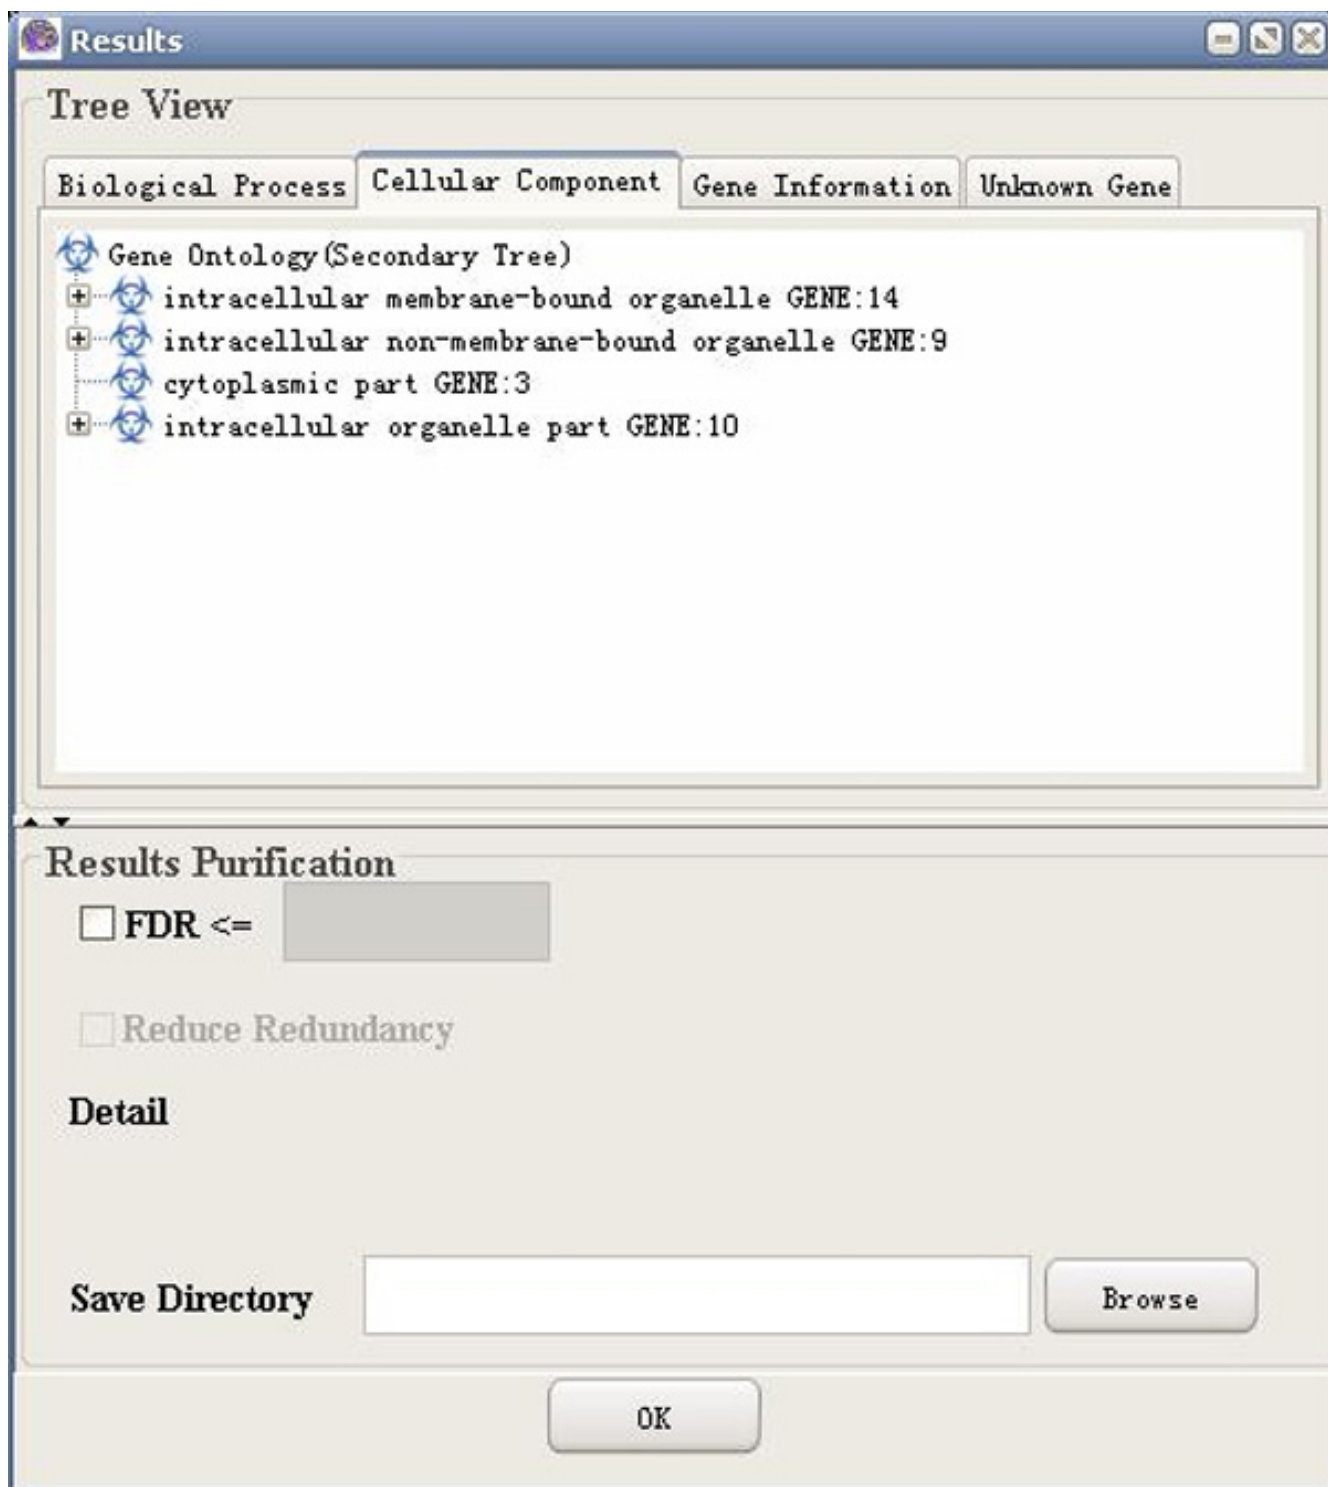 Results
Tree View
Biological Process Cellular Component Gene Information Unknown Gene
Gene Ontology(Secondary Tree)
intracellular membrane-bound organelle GENE:14
intracellular non-membrane-bound organelle GENE:9
cytoplasmic part GENE:3
intracellular organelle part GENE:10
Results Purification
FDR <=
Reduce Redundancy
Detail
Save Directory Browse
OK